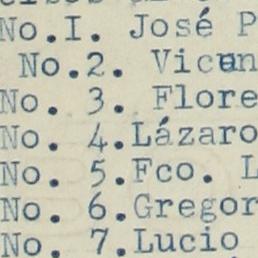 No.I. José P
No.2. Vicen
No. 3. Flore
No. 4.Lázaro
No. 5.Fco. L
No. 6.Gregor
No. 7.Lucio